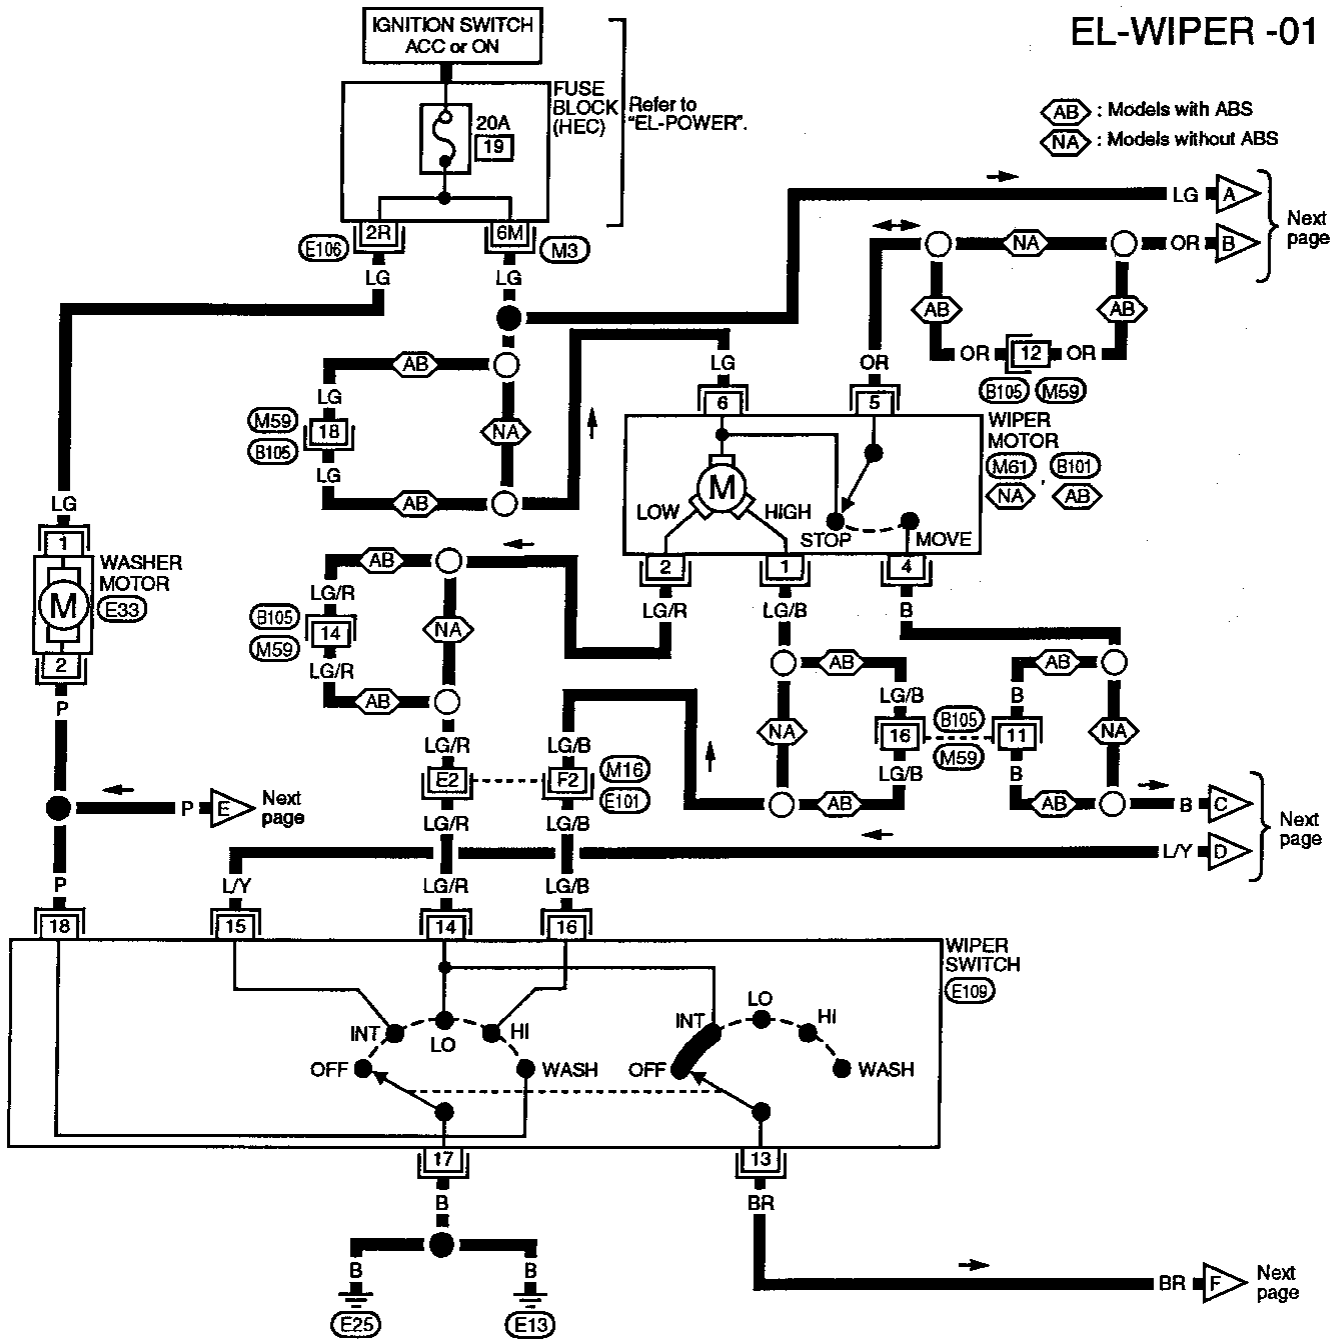 EL-WIPER -01
IGNITION SWITCH
ACC or ON
FUSE
BLOCK
(HEC)
Refer to
"EL-POWER".
20A
19
AB : Models with ABS
NA : Models without ABS
2R
6M
E106
M3
LG
LG
LG
A
OR
B
Next
page
NA
AB
AB
OR
12
OR
B105
M59
AB
LG
M59
18
B105
LG
AB
NA
LG
6
OR
5
WIPER
MOTOR
M61 , B101
NA
AB
M
LOW
HIGH
STOP
MOVE
2
1
4
LG/R
LG/B
B
LG
1
WASHER
MOTOR
E33
M
2
P
AB
LG/R
B105
14
M59
LG/R
AB
NA
AB
LG/B
NA
16
LG/B
AB
B105
M59
AB
B
11
B
AB
NA
LG/R
LG/B
E2
F2
M16
E101
LG/R
LG/B
P
E
Next
page
B
C
L/Y
D
Next
page
P
L/Y
LG/R
LG/B
18
15
14
16
WIPER
SWITCH
E109
INT
LO
HI
OFF
WASH
INT
LO
HI
OFF
WASH
17
13
B
BR
B
B
E25
E13
BR
F
Next
page